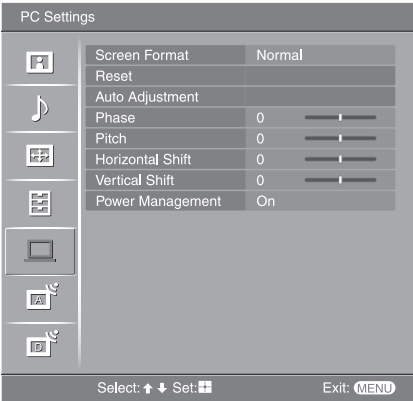 PC Settings
Screen Format Normal
Reset
Auto Adjustment
Phase 0
Pitch 0
Horizontal Shift 0
Vertical Shift 0
Power Management On
A
D
Select: Set: Exit: MENU